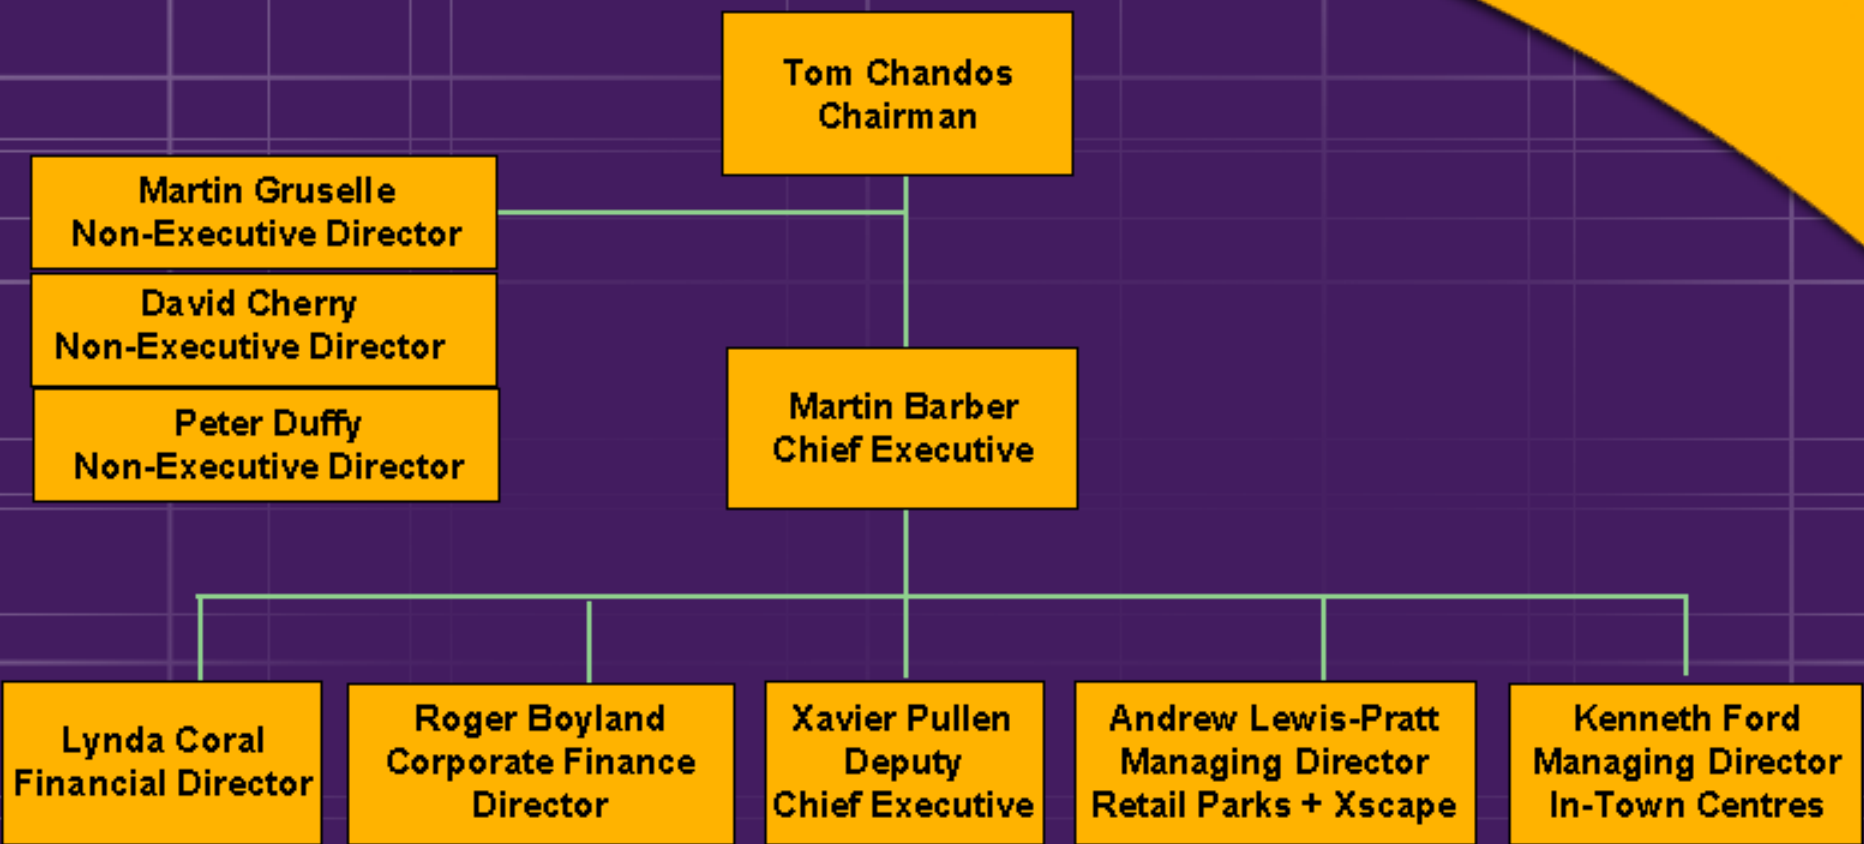 Tom Chandos
Chairman
Martin Gruselle
Non-Executive Director
David Cherry
Non-Executive Director
Peter Duffy
Non-Executive Director
Martin Barber
Chief Executive
Lynda Coral
Financial Director
Roger Boyland
Corporate Finance
Director
Xavier Pullen
Deputy
Chief Executive
Andrew Lewis-Pratt
Managing Director
Retail Parks + Xscape
Kenneth Ford
Managing Director
In-Town Centres